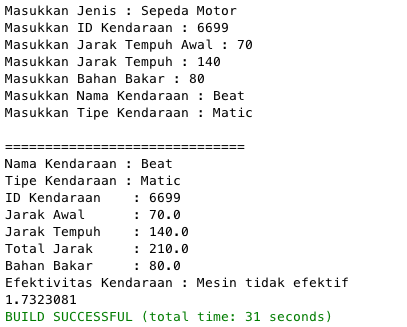 Masukkan Jenis : Sepeda Motor
Masukkan ID Kendaraan : 6699
Masukkan Jarak Tempuh Awal : 70
Masukkan Jarak Tempuh : 140
Masukkan Bahan Bakar : 80
Masukkan Nama Kendaraan : Beat
Masukkan Tipe Kendaraan : Matic
==============================
Nama Kendaraan : Beat
Tipe Kendaraan : Matic
ID Kendaraan    : 6699
Jarak Awal      : 70.0
Jarak Tempuh    : 140.0
Total Jarak     : 210.0
Bahan Bakar     : 80.0
Efektivitas Kendaraan : Mesin tidak efektif
1.7323081
BUILD SUCCESSFUL (total time: 31 seconds)